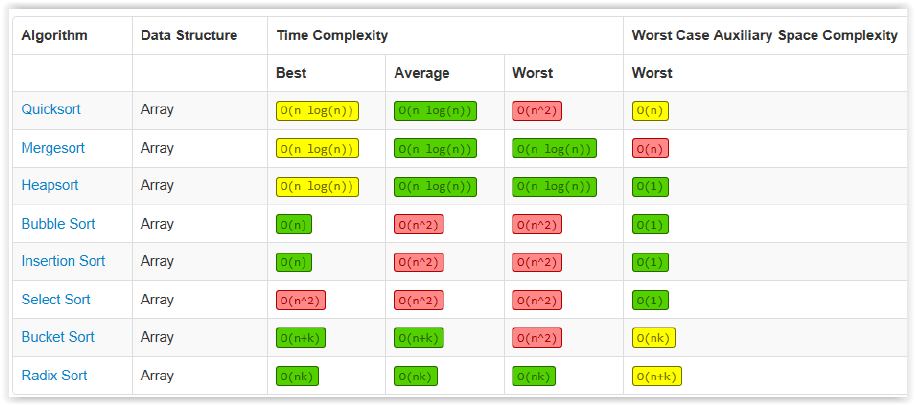 Algorithm Data Structure Time Complexity Worst Case Auxiliary Space Complexity
Best Average Worst Worst
Quicksort Array O(n log(n)) O(n log(n)) O(n^2) O(n)
Mergesort Array O(n log(n)) O(n log(n)) O(n log(n)) O(n)
Heapsort Array O(n log(n)) O(n log(n)) O(n log(n)) O(1)
Bubble Sort Array O(n) O(n^2) O(n^2) O(1)
Insertion Sort Array O(n) O(n^2) O(n^2) O(1)
Select Sort Array O(n^2) O(n^2) O(n^2) O(1)
Bucket Sort Array O(n+k) O(n+k) O(n^2) O(nk)
Radix Sort Array O(nk) O(nk) O(nk) O(n+k)